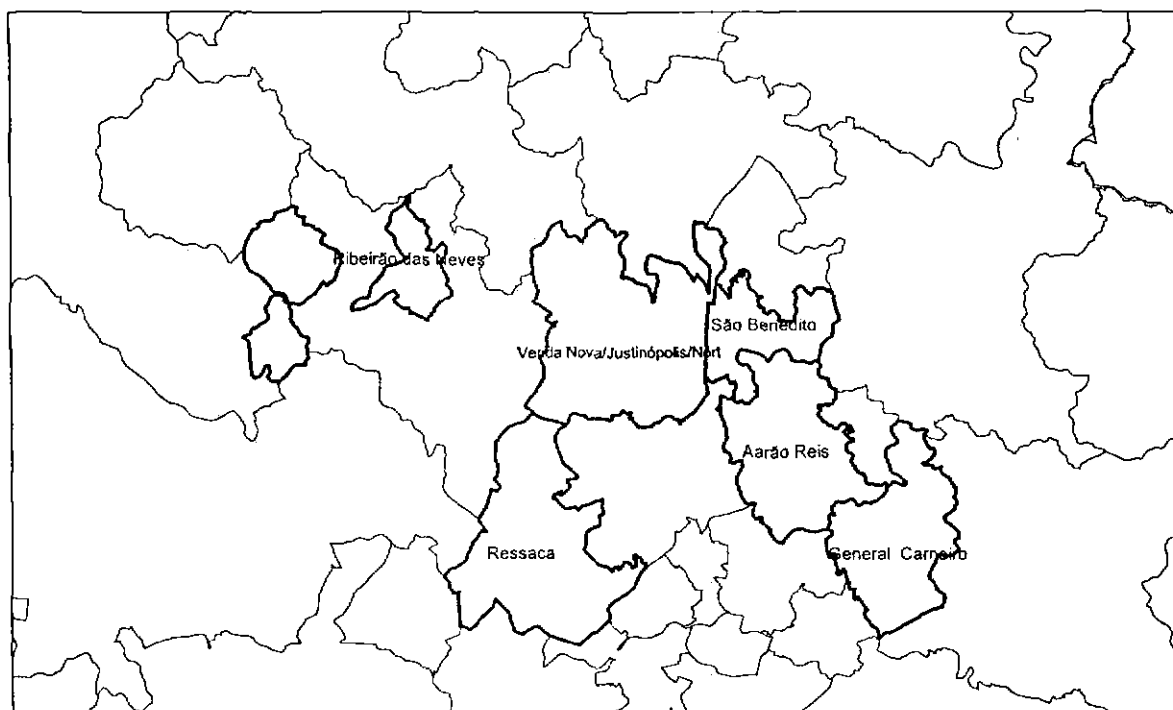 Ribeirão das Neves
São Benedito
Venda Nova/Justinópolis/Nort
Aarão Reis
Ressaca
General Carneiro